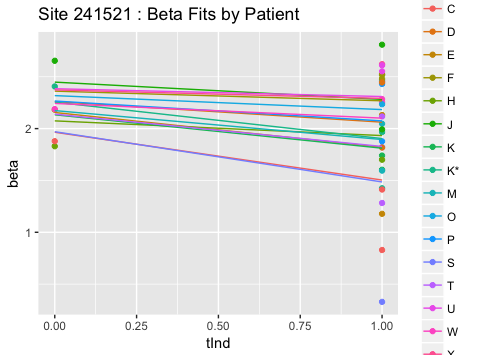 Site 241521 : Beta Fits by Patient
beta
2
1
0.00 0.25 0.50 0.75 1.00
tInd
C
D
E
F
H
J
K
K*
M
O
P
S
T
U
W